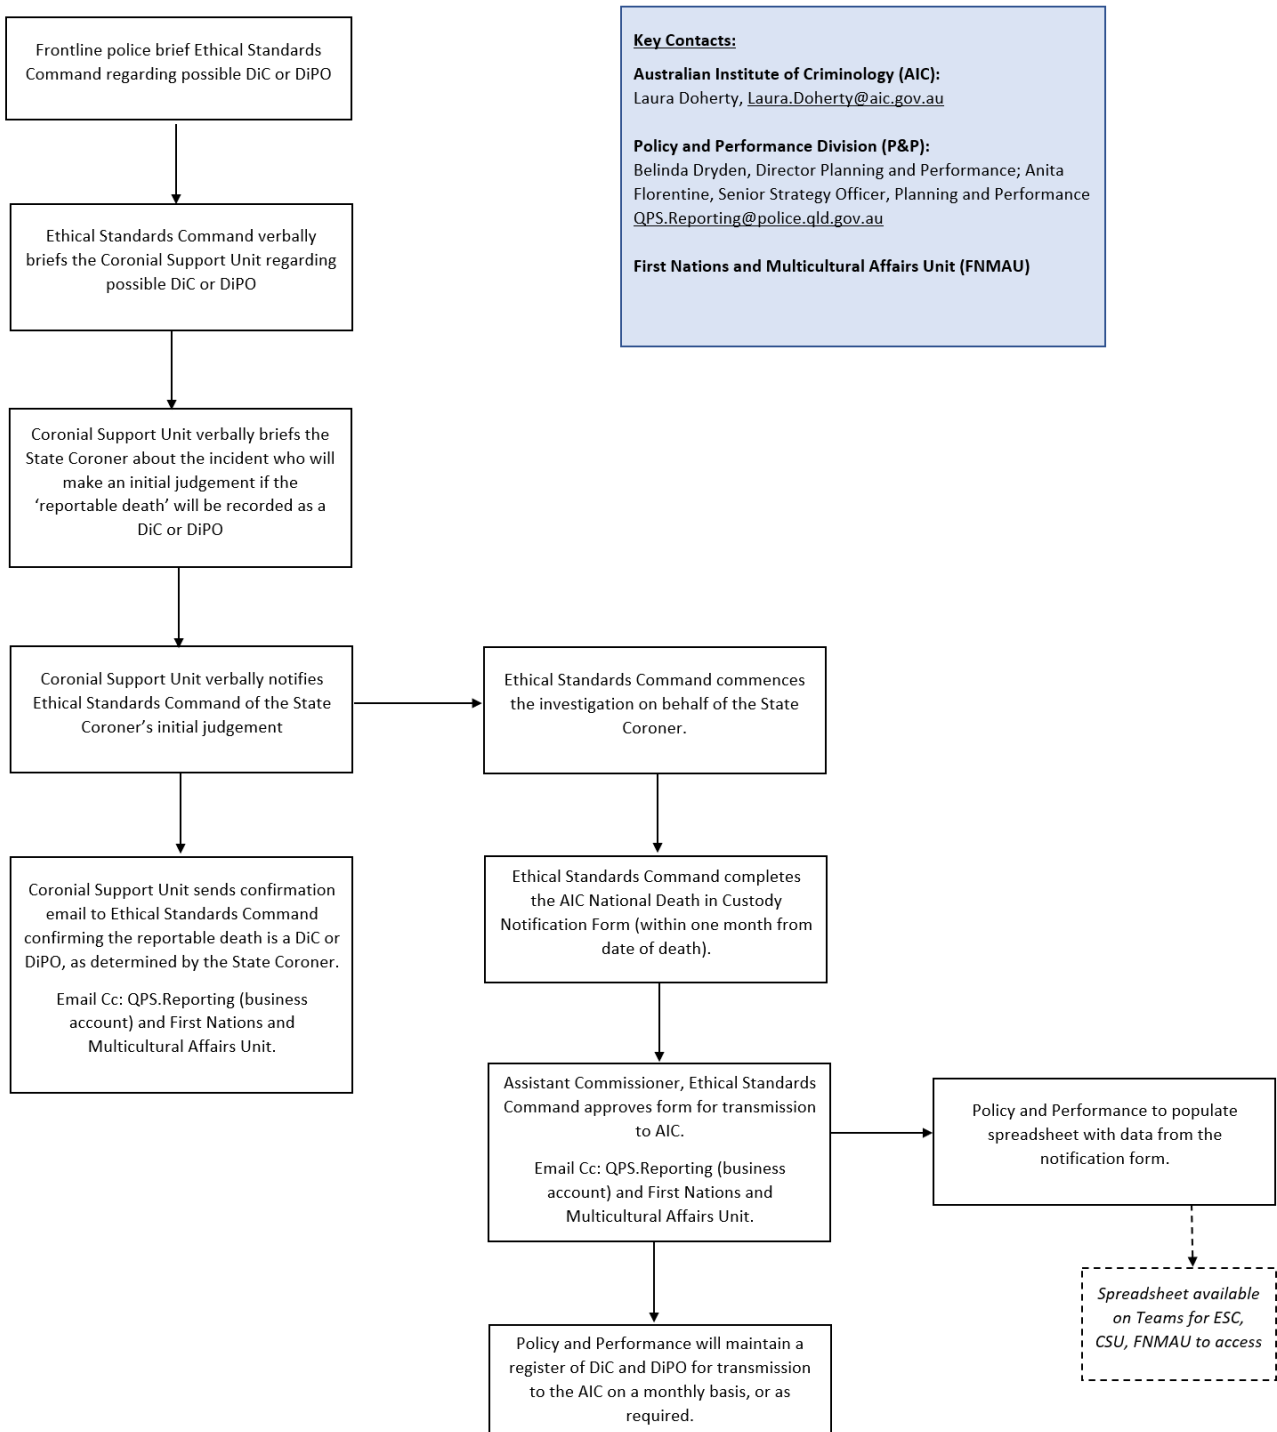 Frontline police brief Ethical Standards
Command regarding possible DiC or DiPO
Key Contacts:
Australian Institute of Criminology (AIC):
Laura Doherty, Laura.Doherty@aic.gov.au
Policy and Performance Division (P&P):
Belinda Dryden, Director Planning and Performance; Anita
Florentine, Senior Strategy Officer, Planning and Performance
QPS.Reporting@police.qld.gov.au
First Nations and Multicultural Affairs Unit (FNMAU)
Ethical Standards Command verbally
briefs the Coronial Support Unit regarding
possible DiC or DiPO
Coronial Support Unit verbally briefs the
State Coroner about the incident who will
make an initial judgement if the
‘reportable death’ will be recorded as a
DiC or DiPO
Coronial Support Unit verbally notifies
Ethical Standards Command of the State
Coroner’s initial judgement
Ethical Standards Command commences
the investigation on behalf of the State
Coroner.
Coronial Support Unit sends confirmation
email to Ethical Standards Command
confirming the reportable death is a DiC or
DiPO, as determined by the State Coroner.
Email Cc: QPS.Reporting (business
account) and First Nations and
Multicultural Affairs Unit.
Ethical Standards Command completes
the AIC National Death in Custody
Notification Form (within one month from
date of death).
Assistant Commissioner, Ethical Standards
Command approves form for transmission
to AIC.
Email Cc: QPS.Reporting (business
account) and First Nations and
Multicultural Affairs Unit.
Policy and Performance to populate
spreadsheet with data from the
notification form.
Spreadsheet available
on Teams for ESC,
CSU, FNMAU to access
Policy and Performance will maintain a
register of DiC and DiPO for transmission
to the AIC on a monthly basis, or as
required.